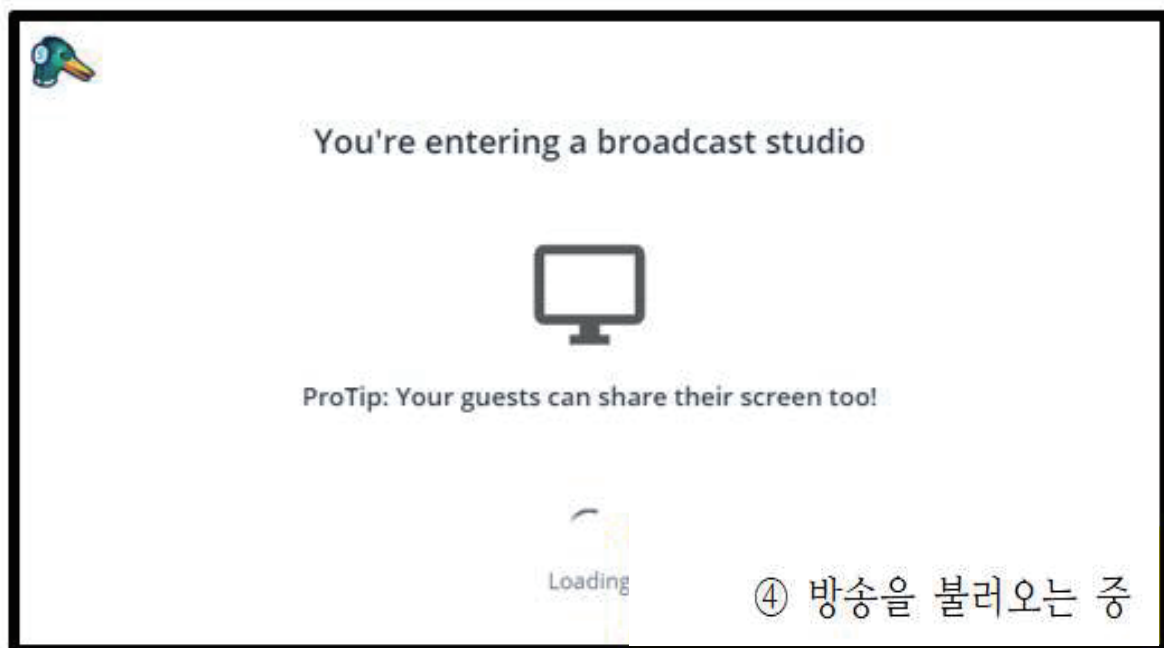 You're entering a broadcast studio
ProTip: Your guests can share their screen too!
Loading
④ 방송을 불러오는 중